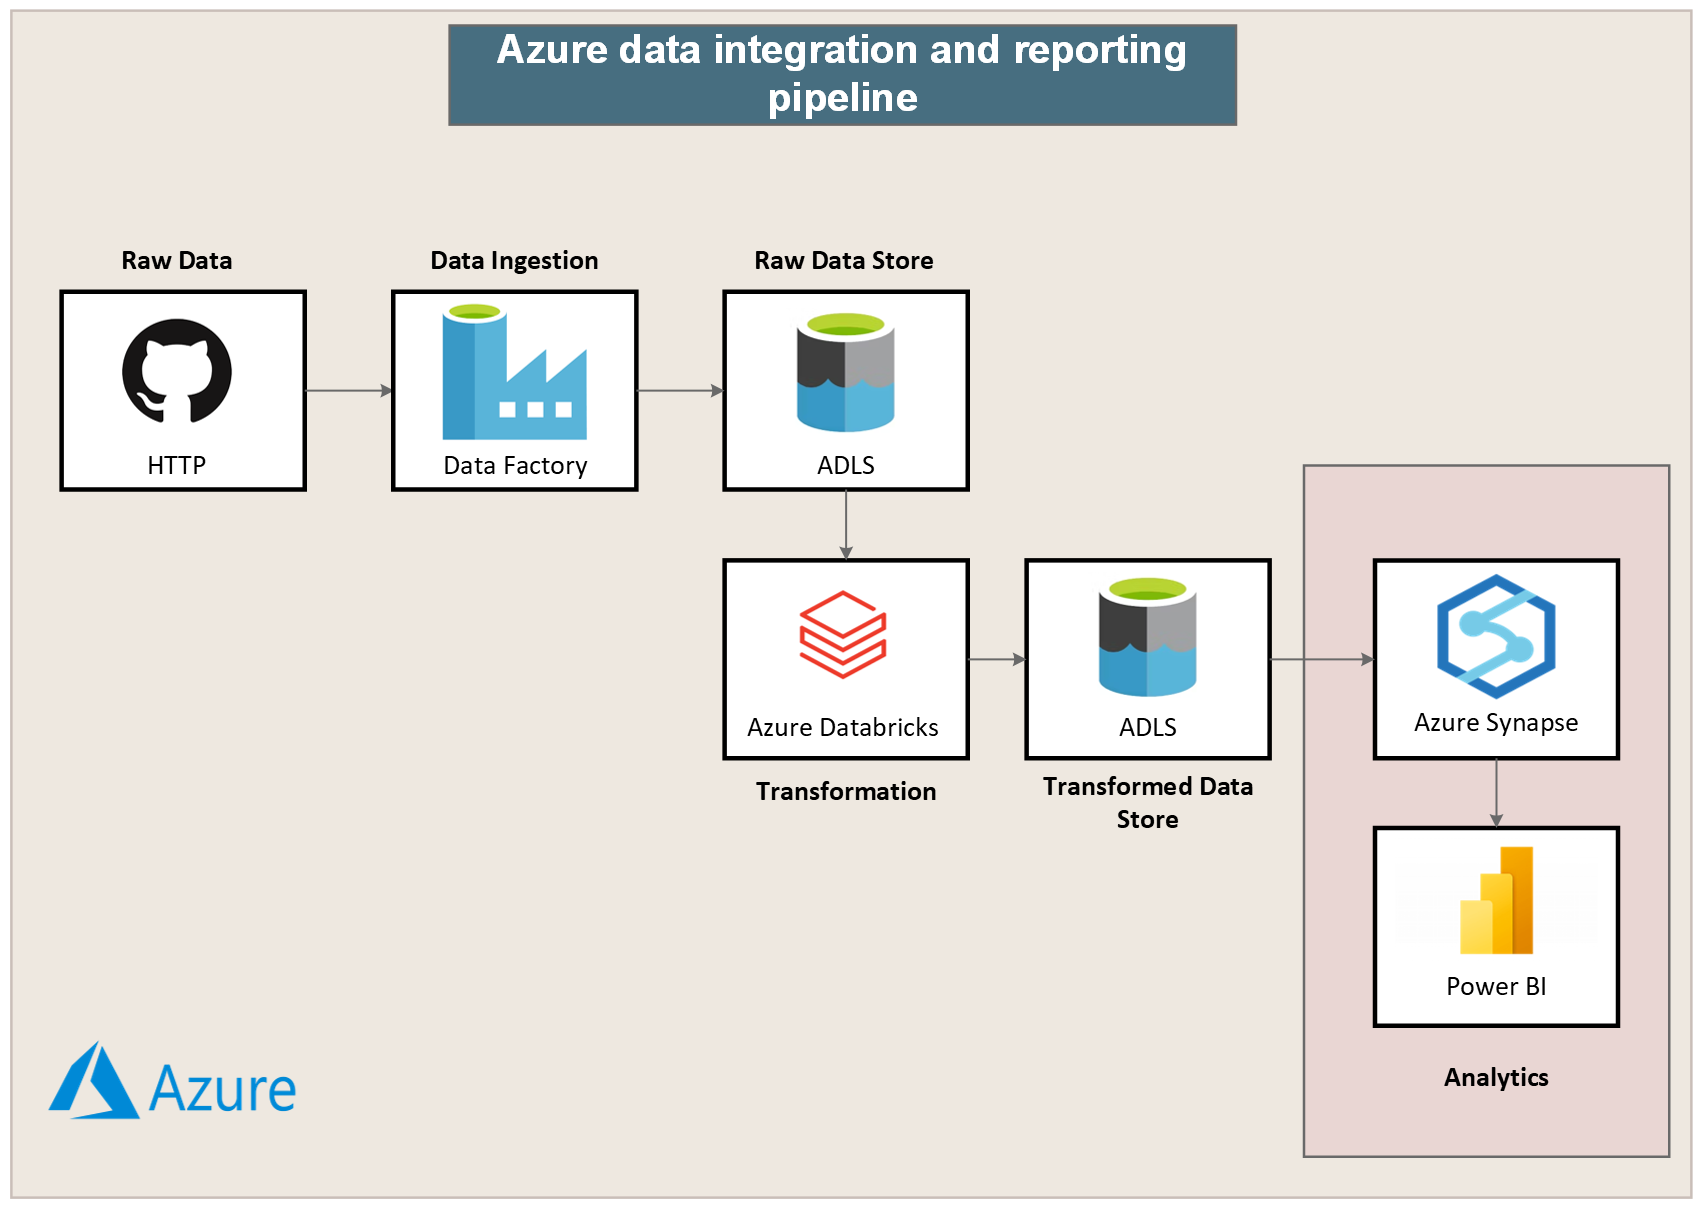 Azure data integration and reporting
pipeline
Raw Data
Data Ingestion
Raw Data Store
HTTP
Data Factory
ADLS
Azure Databricks
ADLS
Azure Synapse
Transformation
Transformed Data
Store
Power BI
Analytics
Azure